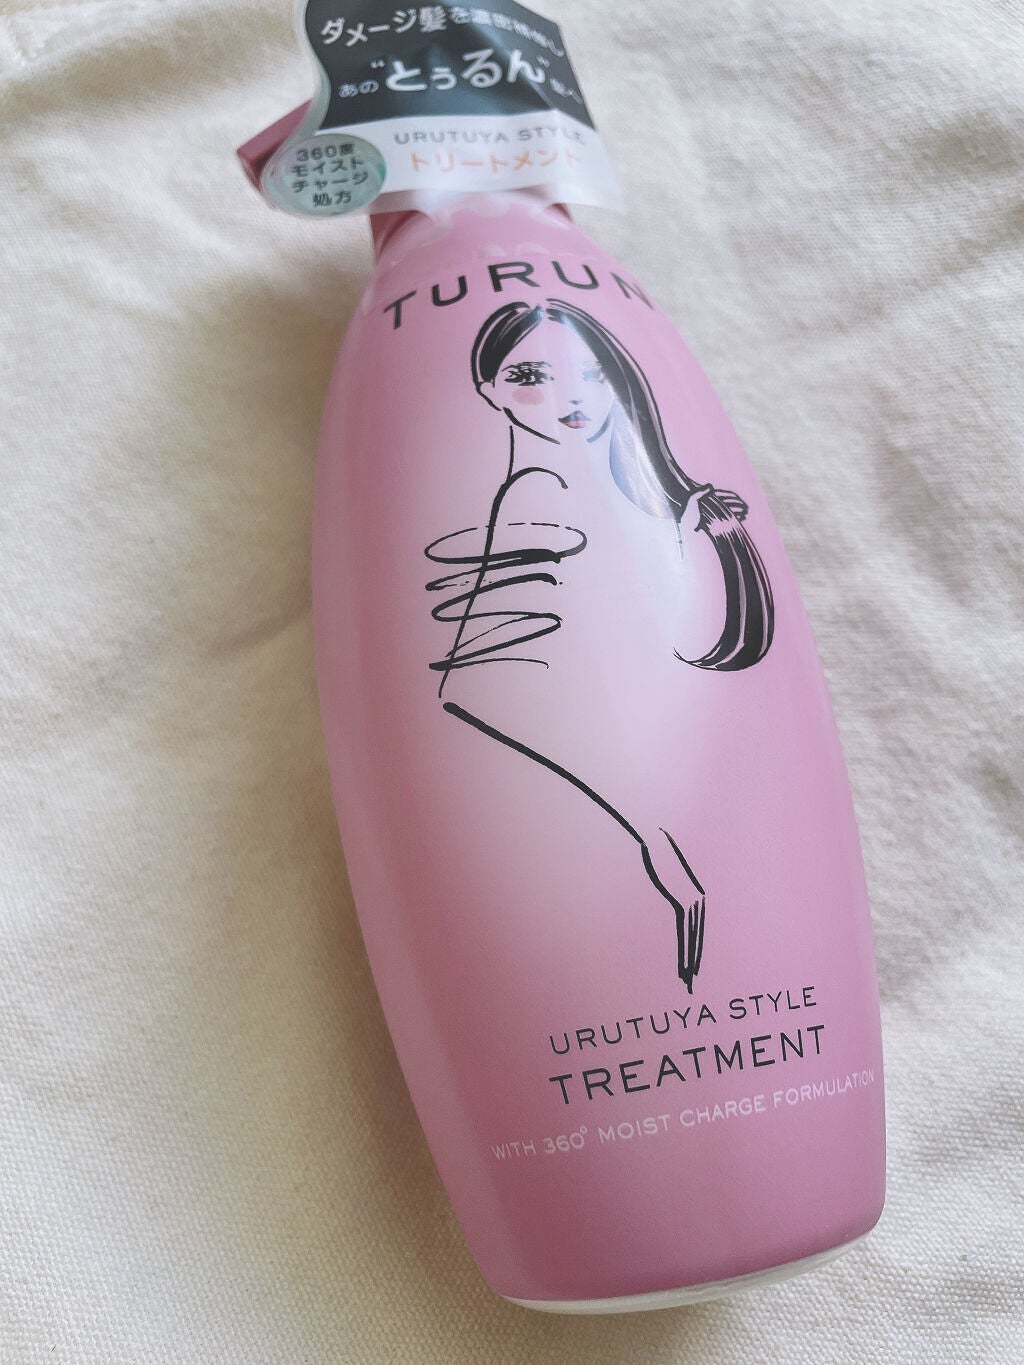 ダメージ髪を濃密補修し
あの"とぅるん"髪へ
URUTUYA STYLE
トリートメント
360度
モイスト
チャージ
処方
TURUN
URUTUYA STYLE
TREATMENT
WITH 360° MOIST CHARGE FORMULATION